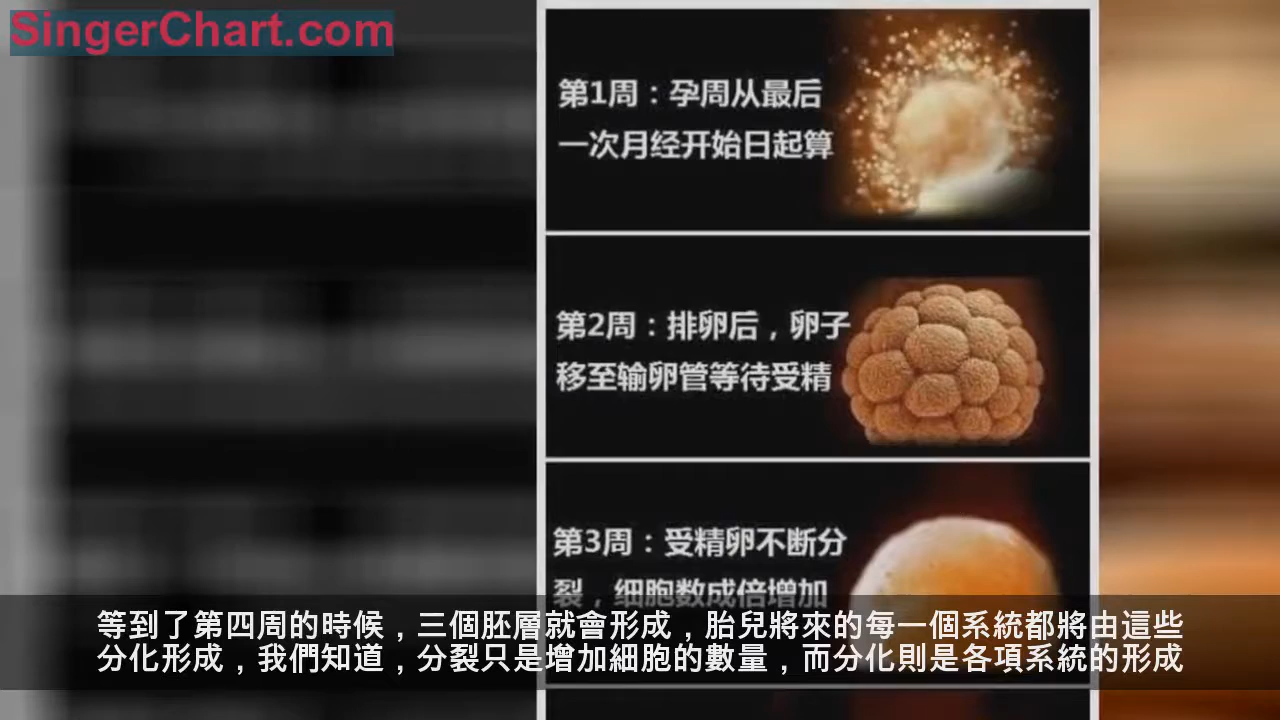 SingerChart.com
第1周：孕周从最后
一次月经开始日起算
第2周：排卵后，卵子
移至输卵管等待受精
第3周：受精卵不断分
裂，细胞数成倍增加
等到了第四周的時候，三個胚層就會形成，胎兒將來的每一個系統都將由這些
分化形成，我們知道，分裂只是增加細胞的數量，而分化則是各項系統的形成